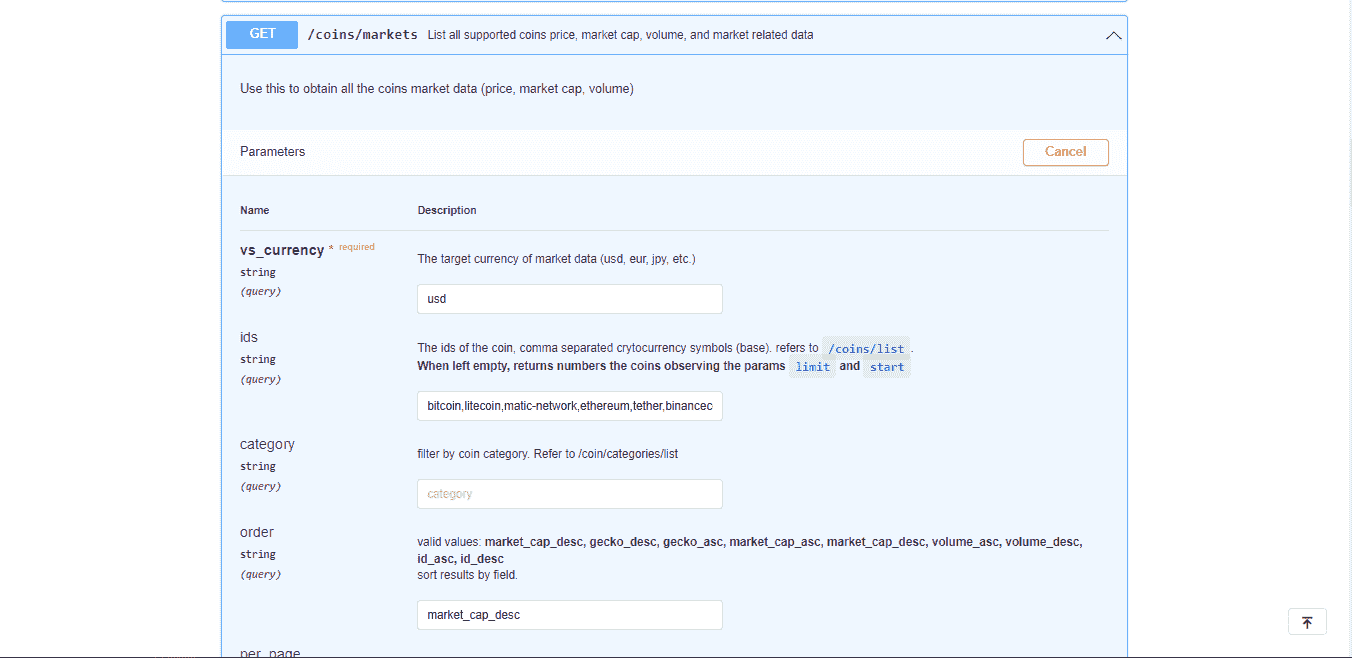 GET /coins/markets List all supported coins price, market cap, volume, and market related data
Use this to obtain all the coins market data (price, market cap, volume)
Parameters Cancel
Name Description
vs_currency * required
string
(query)
The target currency of market data (usd, eur, jpy, etc.)
usd
ids
string
(query)
The ids of the coin, comma separated crytocurrency symbols (base). refers to /coins/list .
When left empty, returns numbers the coins observing the params limit and start
bitcoin,litecoin,matic-network,ethereum,tether,binancec
category
string
(query)
filter by coin category. Refer to /coin/categories/list
category
order
string
(query)
valid values: market_cap_desc, gecko_desc, gecko_asc, market_cap_asc, market_cap_desc, volume_asc, volume_desc,
id_asc, id_desc
sort results by field.
market_cap_desc
per_page